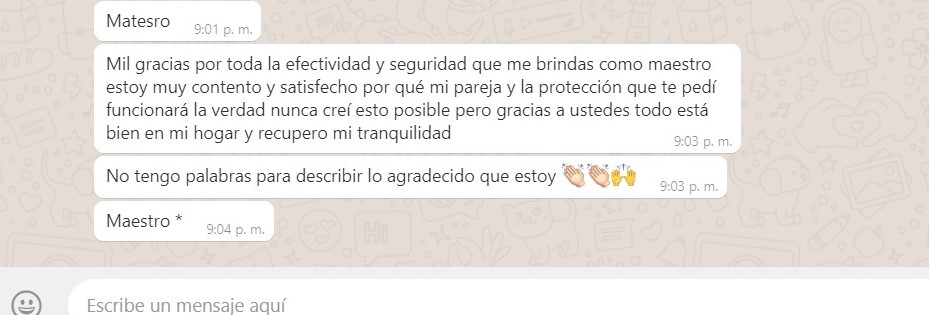 Matesro
9:01 p. m.
Mil gracias por toda la efectividad y seguridad que me brindas como maestro
estoy muy contento y satisfecho por qué mi pareja y la protección que te pedí
funcionará la verdad nunca creí esto posible pero gracias a ustedes todo está
bien en mi hogar y recupero mi tranquilidad
9:03 p. m.
No tengo palabras para describir lo agradecido que estoy 👏🏻👏🏻🙌
9:03 p. m.
Maestro *
9:04 p. m.
Escribe un mensaje aquí